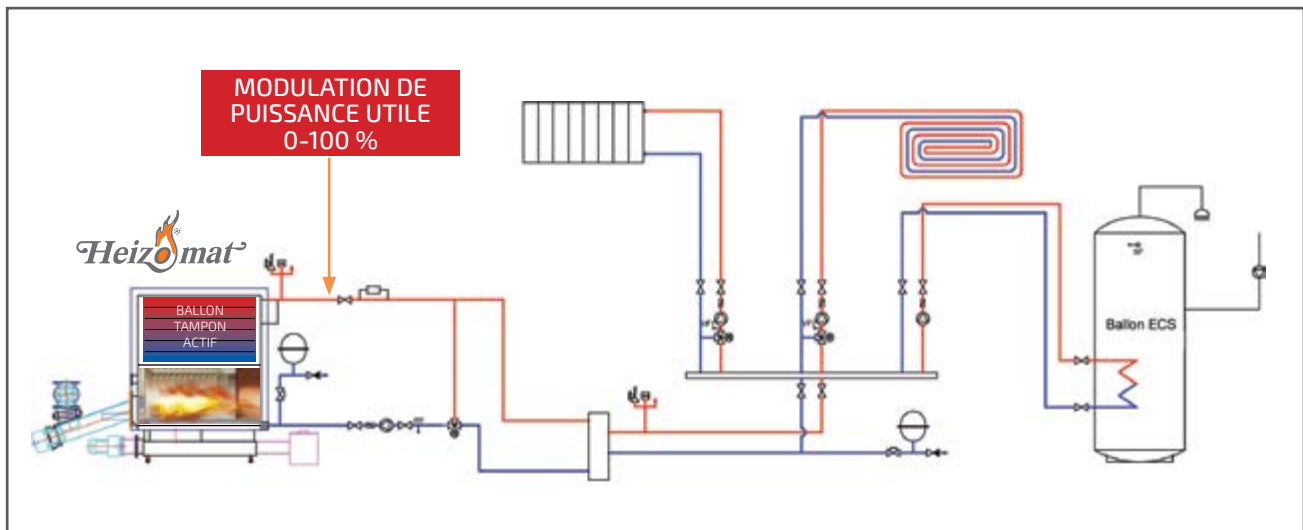 MODULATION DE
PUISSANCE UTILE
0-100 %
Heizomat
®
BALLON
TAMPON
ACTIF
Ballon ECS